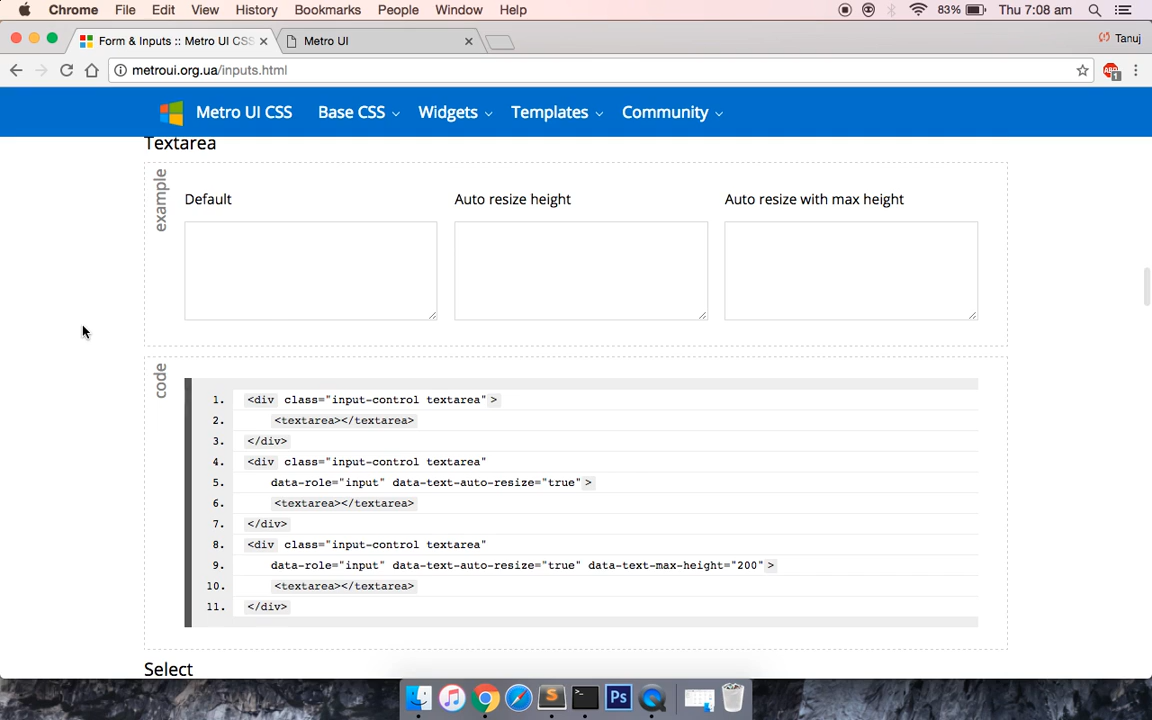 Chrome File Edit View History Bookmarks People Window Help 83% Thu 7:08 am
Form & Inputs :: Metro UI CSS Metro UI Tanuj
metroui.org.ua/inputs.html 1
Metro UI CSS Base CSS Widgets Templates Community
Textarea
example
Default Auto resize height Auto resize with max height
code
1. <div class="input-control textarea">
2. <textarea></textarea>
3. </div>
4. <div class="input-control textarea"
5. data-role="input" data-text-auto-resize="true">
6. <textarea></textarea>
7. </div>
8. <div class="input-control textarea"
9. data-role="input" data-text-auto-resize="true" data-text-max-height="200">
10. <textarea></textarea>
11. </div>
Select
S >_ Ps